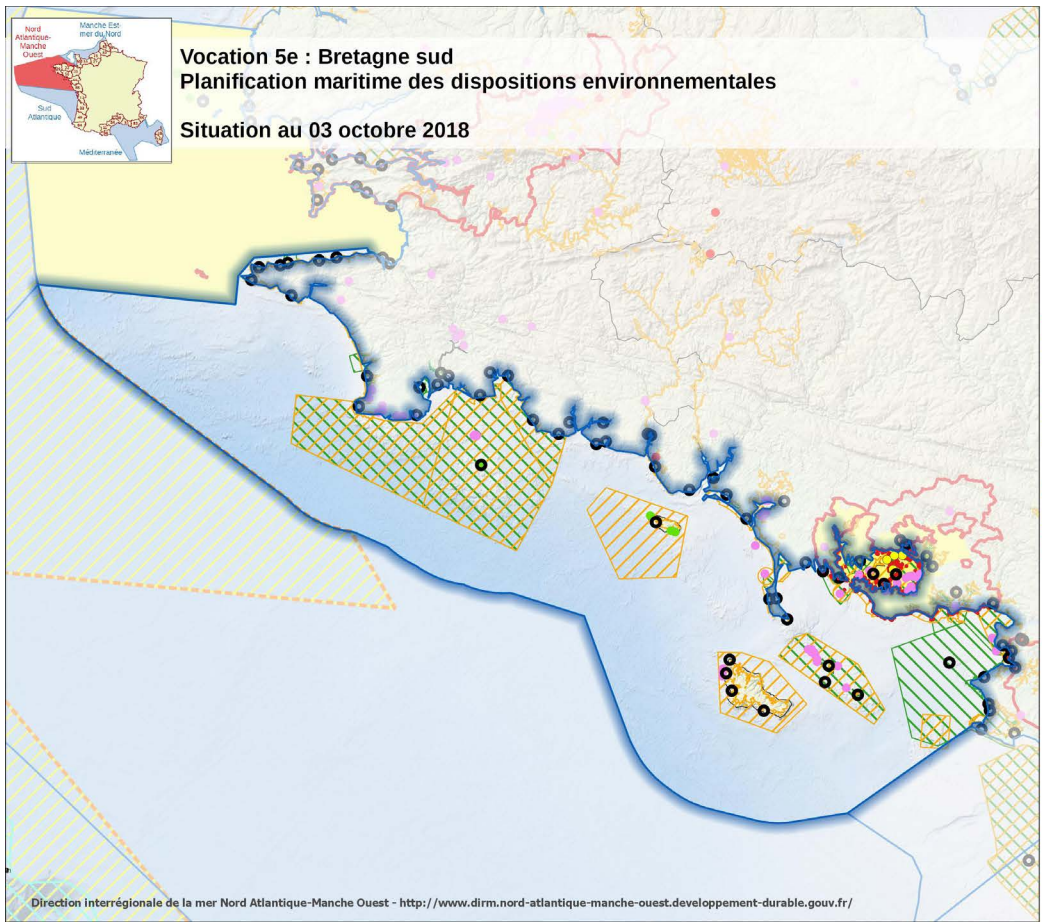 Nord
Atlantique-
Manche
Ouest
Manche Est-
mer du Nord
Sud
Atlantique
Méditerranée
Vocation 5e : Bretagne sud
Planification maritime des dispositions environnementales
Situation au 03 octobre 2018
Direction interrégionale de la mer Nord Atlantique-Manche Ouest - http://www.dirm.nord-atlantique-manche-ouest.developpement-durable.gouv.fr/